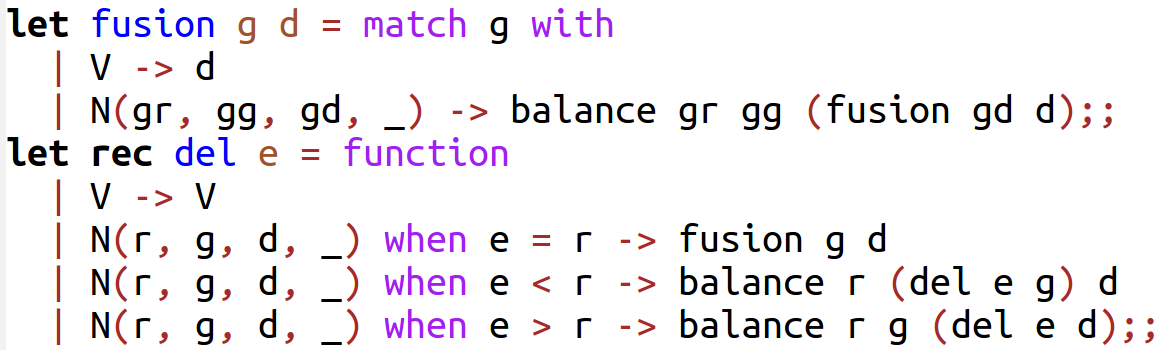 let fusion g d = match g with
  | V -> d
  | N(gr, gg, gd, _) -> balance gr gg (fusion gd d);;
let rec del e = function
  | V -> V
  | N(r, g, d, _) when e = r -> fusion g d
  | N(r, g, d, _) when e < r -> balance r (del e g) d
  | N(r, g, d, _) when e > r -> balance r g (del e d);;